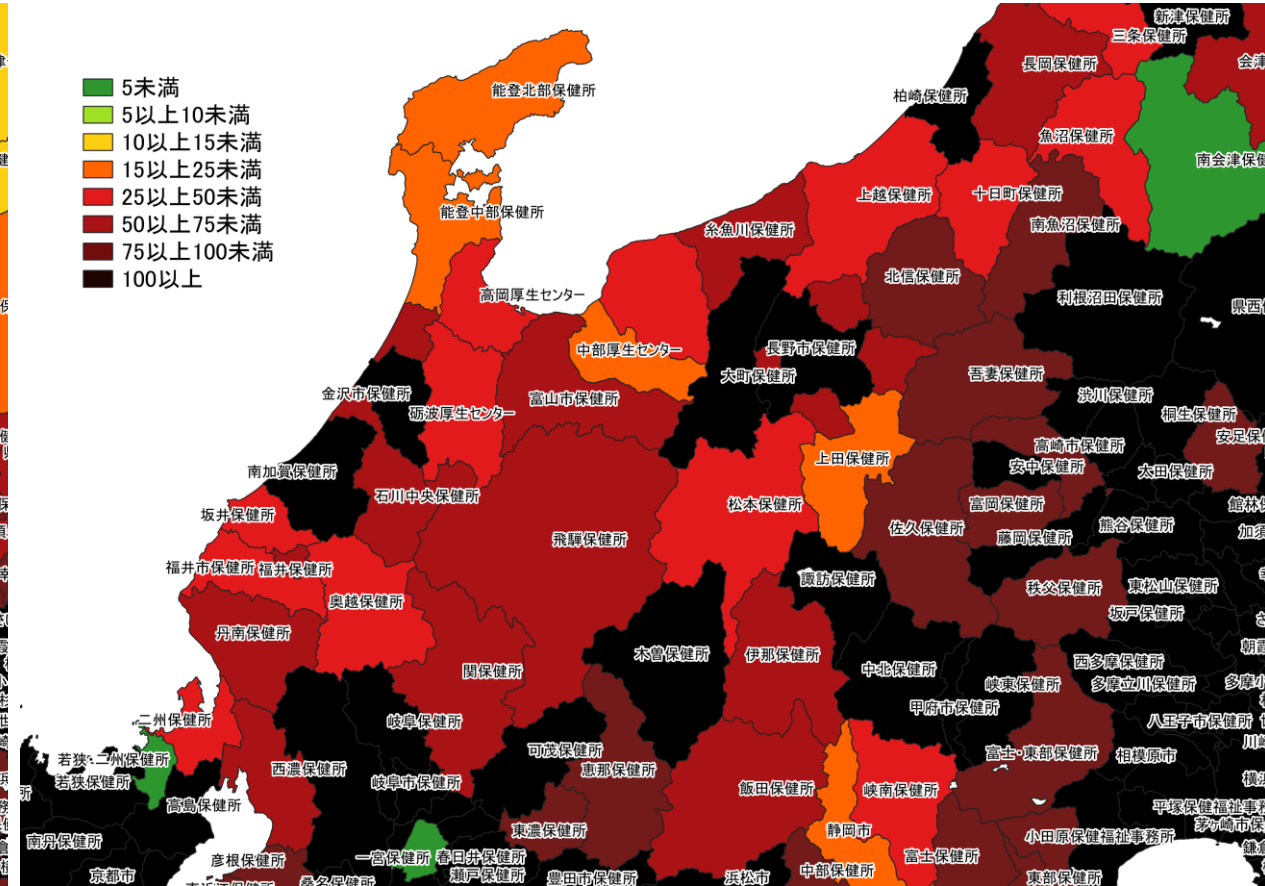 5未満
5以上10未満
10以上15未満
15以上25未満
25以上50未満
50以上75未満
75以上100未満
100以上
新津保健所
三条保健所
長岡保健所
柏崎保健所
能登北部保健所
魚沼保健所
南会津保健
能登中部保健所
上越保健所
十日町保健所
糸魚川保健所
南魚沼保健所
北信保健所
高岡厚生センター
利根沼田保健所
中部厚生センター
長野市保健所
大町保健所
吾妻保健所
金沢市保健所
富山市保健所
渋川保健所
砺波厚生センター
桐生保健所
高崎市保健所
上田保健所
安中保健所
太田保健所
南加賀保健所
石川中央保健所
松本保健所
富岡保健所
坂井保健所
佐久保健所
熊谷保健所
飛騨保健所
藤岡保健所
福井市保健所
福井保健所
諏訪保健所
秩父保健所
東松山保健所
奥越保健所
坂戸保健所
丹南保健所
木曽保健所
伊那保健所
関保健所
中北保健所
西多摩保健所
峡東保健所
多摩立川保健所
甲府市保健所
二州保健所
岐阜保健所
八王子市保健所
可茂保健所
富士・東部保健所
相模原市
若狭・二州保健所
西濃保健所
恵那保健所
若狭保健所
岐阜市保健所
飯田保健所
峡南保健所
高島保健所
平塚保健福祉事務
茅ヶ崎市保
東濃保健所
静岡市
小田原保健福祉事務所
南丹保健所
彦根保健所
一宮保健所
春日井保健所
富士保健所
京都市
瀬戸保健所
中部保健所
豊田市保健所
浜松市
東部保健所
桑名保健所